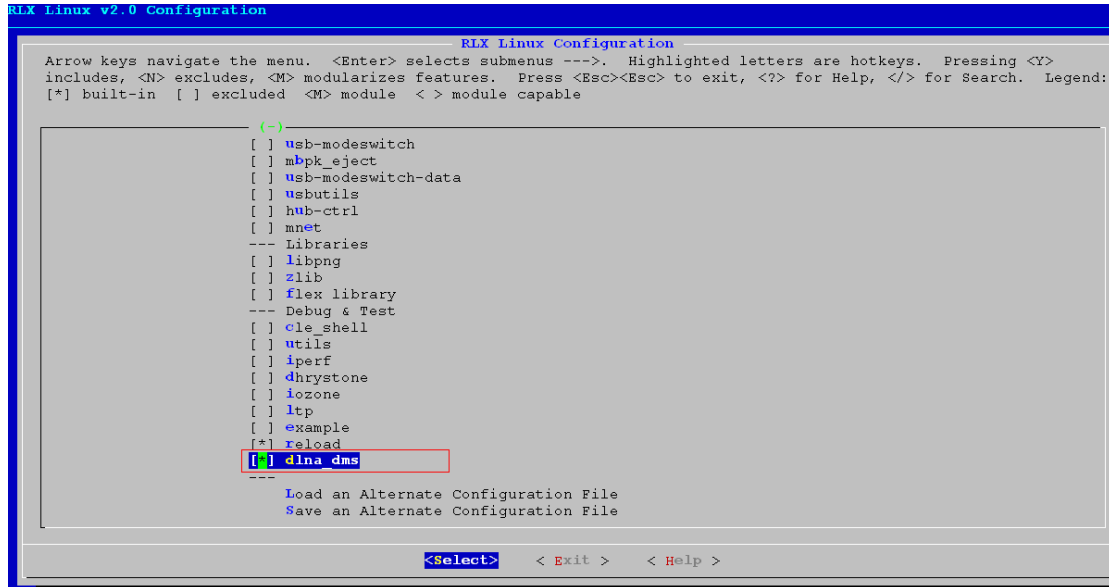 RLX Linux v2.0 Configuration
RLX Linux Configuration
Arrow keys navigate the menu. <Enter> selects submenus --->. Highlighted letters are hotkeys. Pressing <Y>
includes, <N> excludes, <M> modularizes features. Press <Esc><Esc> to exit, <?> for Help, </> for Search. Legend:
[*] built-in [ ] excluded <M> module < > module capable
(-)
[ ] usb-modeswitch
[ ] mbpk_eject
[ ] usb-modeswitch-data
[ ] usbutils
[ ] hub-ctrl
[ ] mnet
--- Libraries
[ ] libpng
[ ] zlib
[ ] flex library
--- Debug & Test
[ ] cle_shell
[ ] utils
[ ] iperf
[ ] dhrystone
[ ] iozone
[ ] ltp
[ ] example
[*] reload
[*] dlna_dms
---
Load an Alternate Configuration File
Save an Alternate Configuration File
<Select> < Exit > < Help >